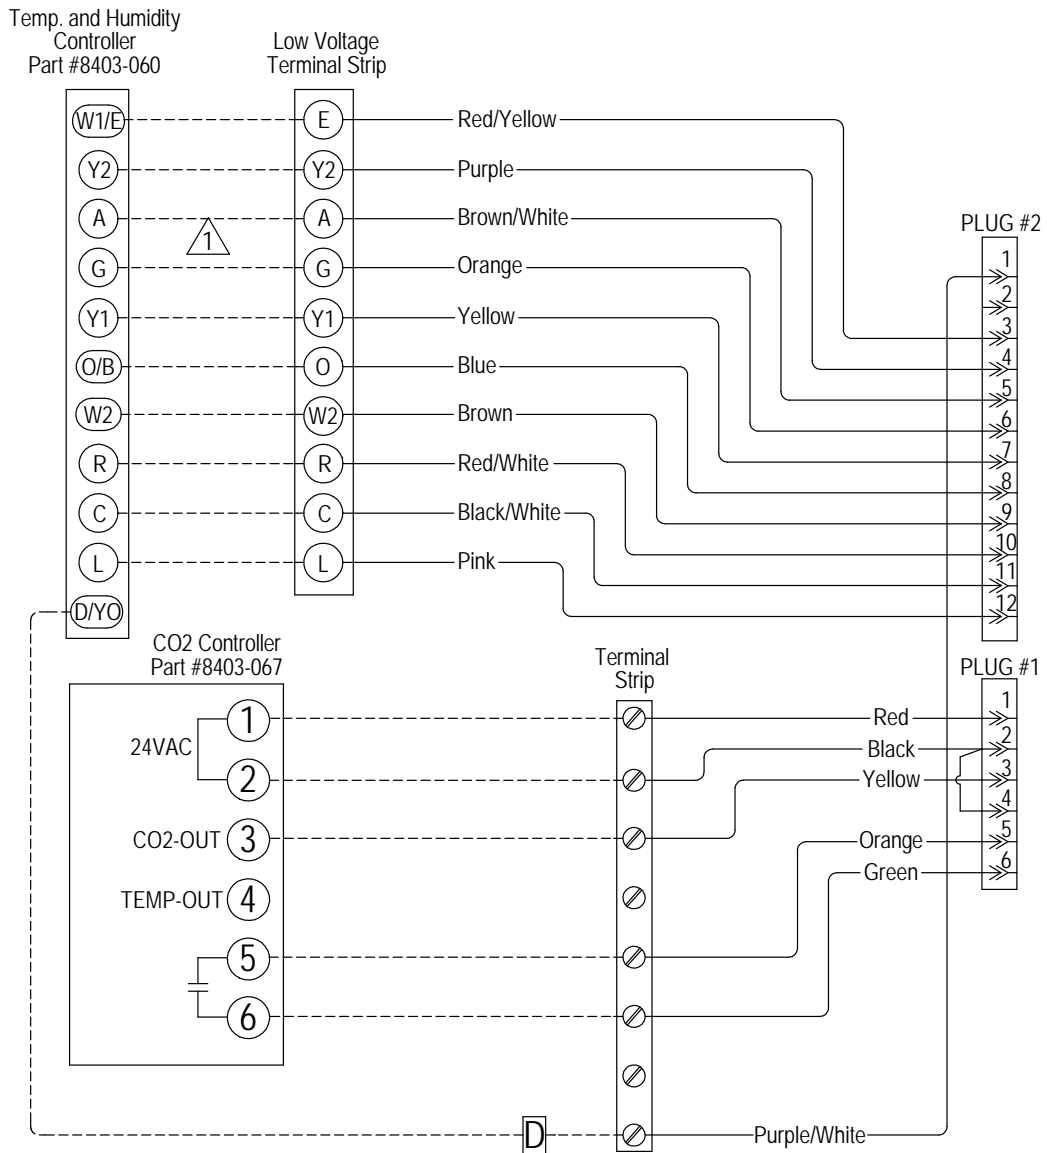 Temp. and Humidity
Controller
Part #8403-060
Low Voltage
Terminal Strip
W1/E
E
Red/Yellow
Y2
Y2
Purple
A
A
Brown/White
1
G
G
Orange
Y1
Y1
Yellow
O/B
O
Blue
W2
W2
Brown
R
R
Red/White
C
C
Black/White
L
L
Pink
D/YO
PLUG #2
1
2
3
4
5
6
7
8
9
10
11
12
CO2 Controller
Part #8403-067
1
24VAC
2
CO2-OUT
3
TEMP-OUT
4
5
6
Terminal
Strip
PLUG #1
Red
1
Black
2
Yellow
3
4
Orange
5
Green
6
D
Purple/White